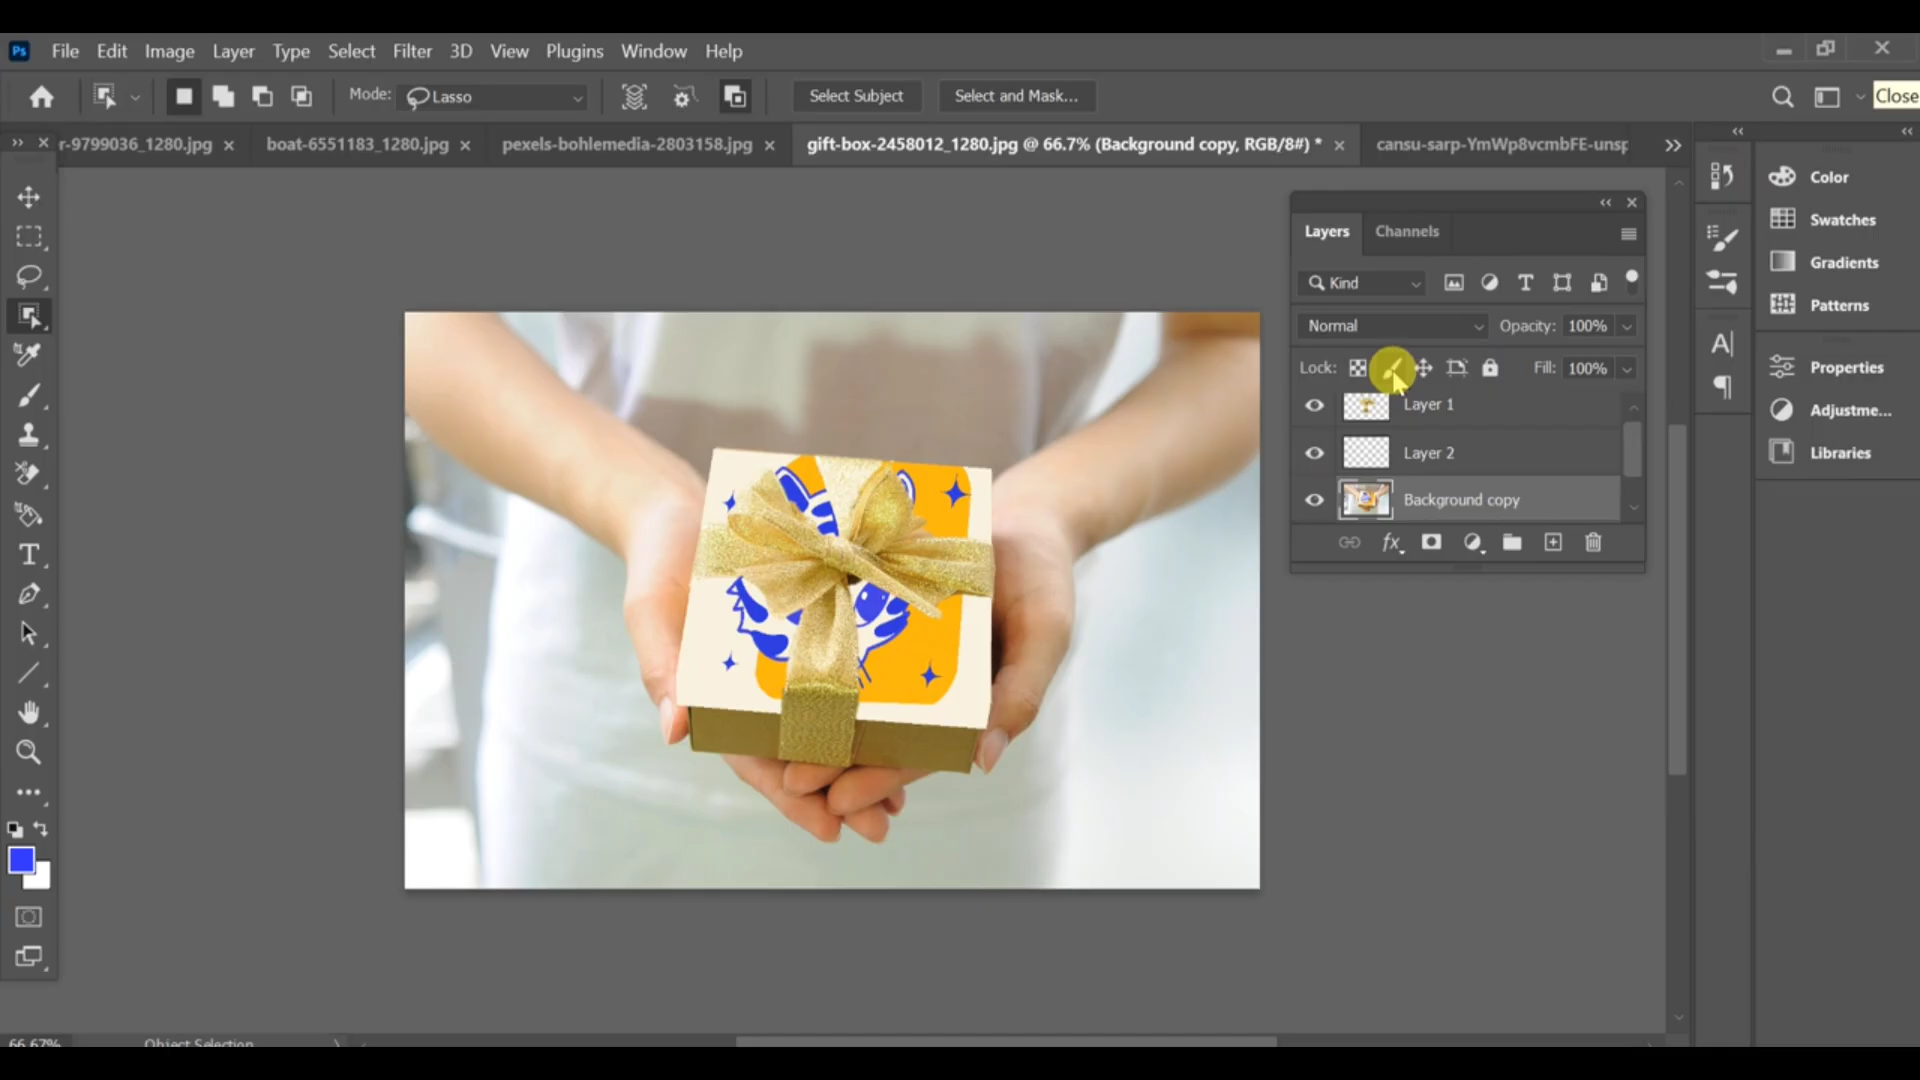 Ps File Edit Image Layer Type Select Filter 3D View Plugins Window Help
Mode: Lasso Select Subject Select and Mask... Close
r-9799036_1280.jpg boat-6551183_1280.jpg pexels-bohlemedia-2803158.jpg gift-box-2458012_1280.jpg @ 66.7% (Background copy, RGB/8#) * cansu-sarp-YmWp8vcmbFE-unsp
Color
Swatches
Gradients
Patterns
Properties
Adjustme...
Libraries
Layers Channels
Kind
Normal Opacity: 100%
Lock: Fill: 100%
Layer 1
Layer 2
Background copy
fx
66.67% Object Selection